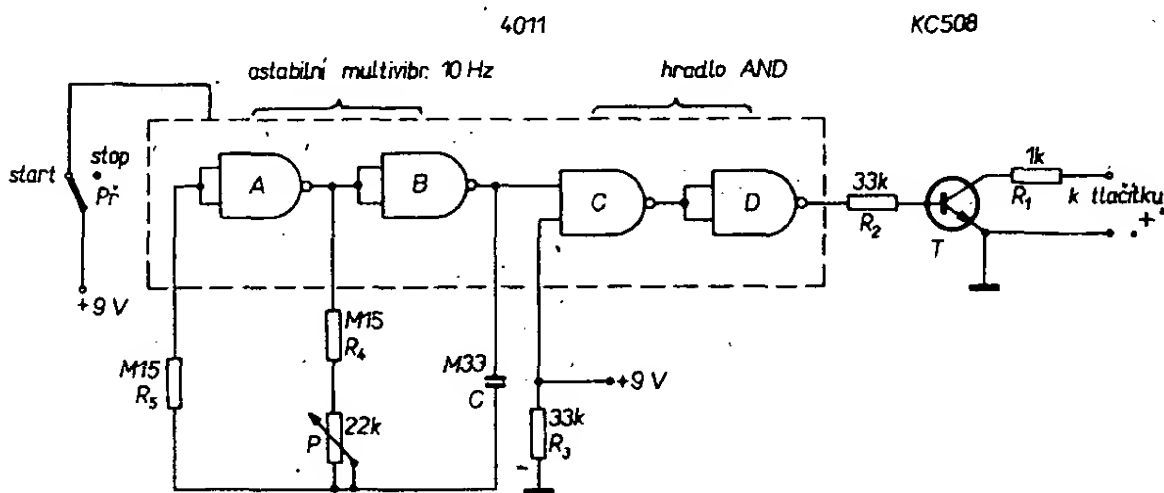 4011
KC508
astabilní multivibr. 10 Hz
hradlo AND
start
stop
Př
+9 V
A
B
C
D
33k
R2
T
1k
R1
k tlačítku
+
M15
R5
M15
R4
22k
P
M33
C
+9 V
33k
R3